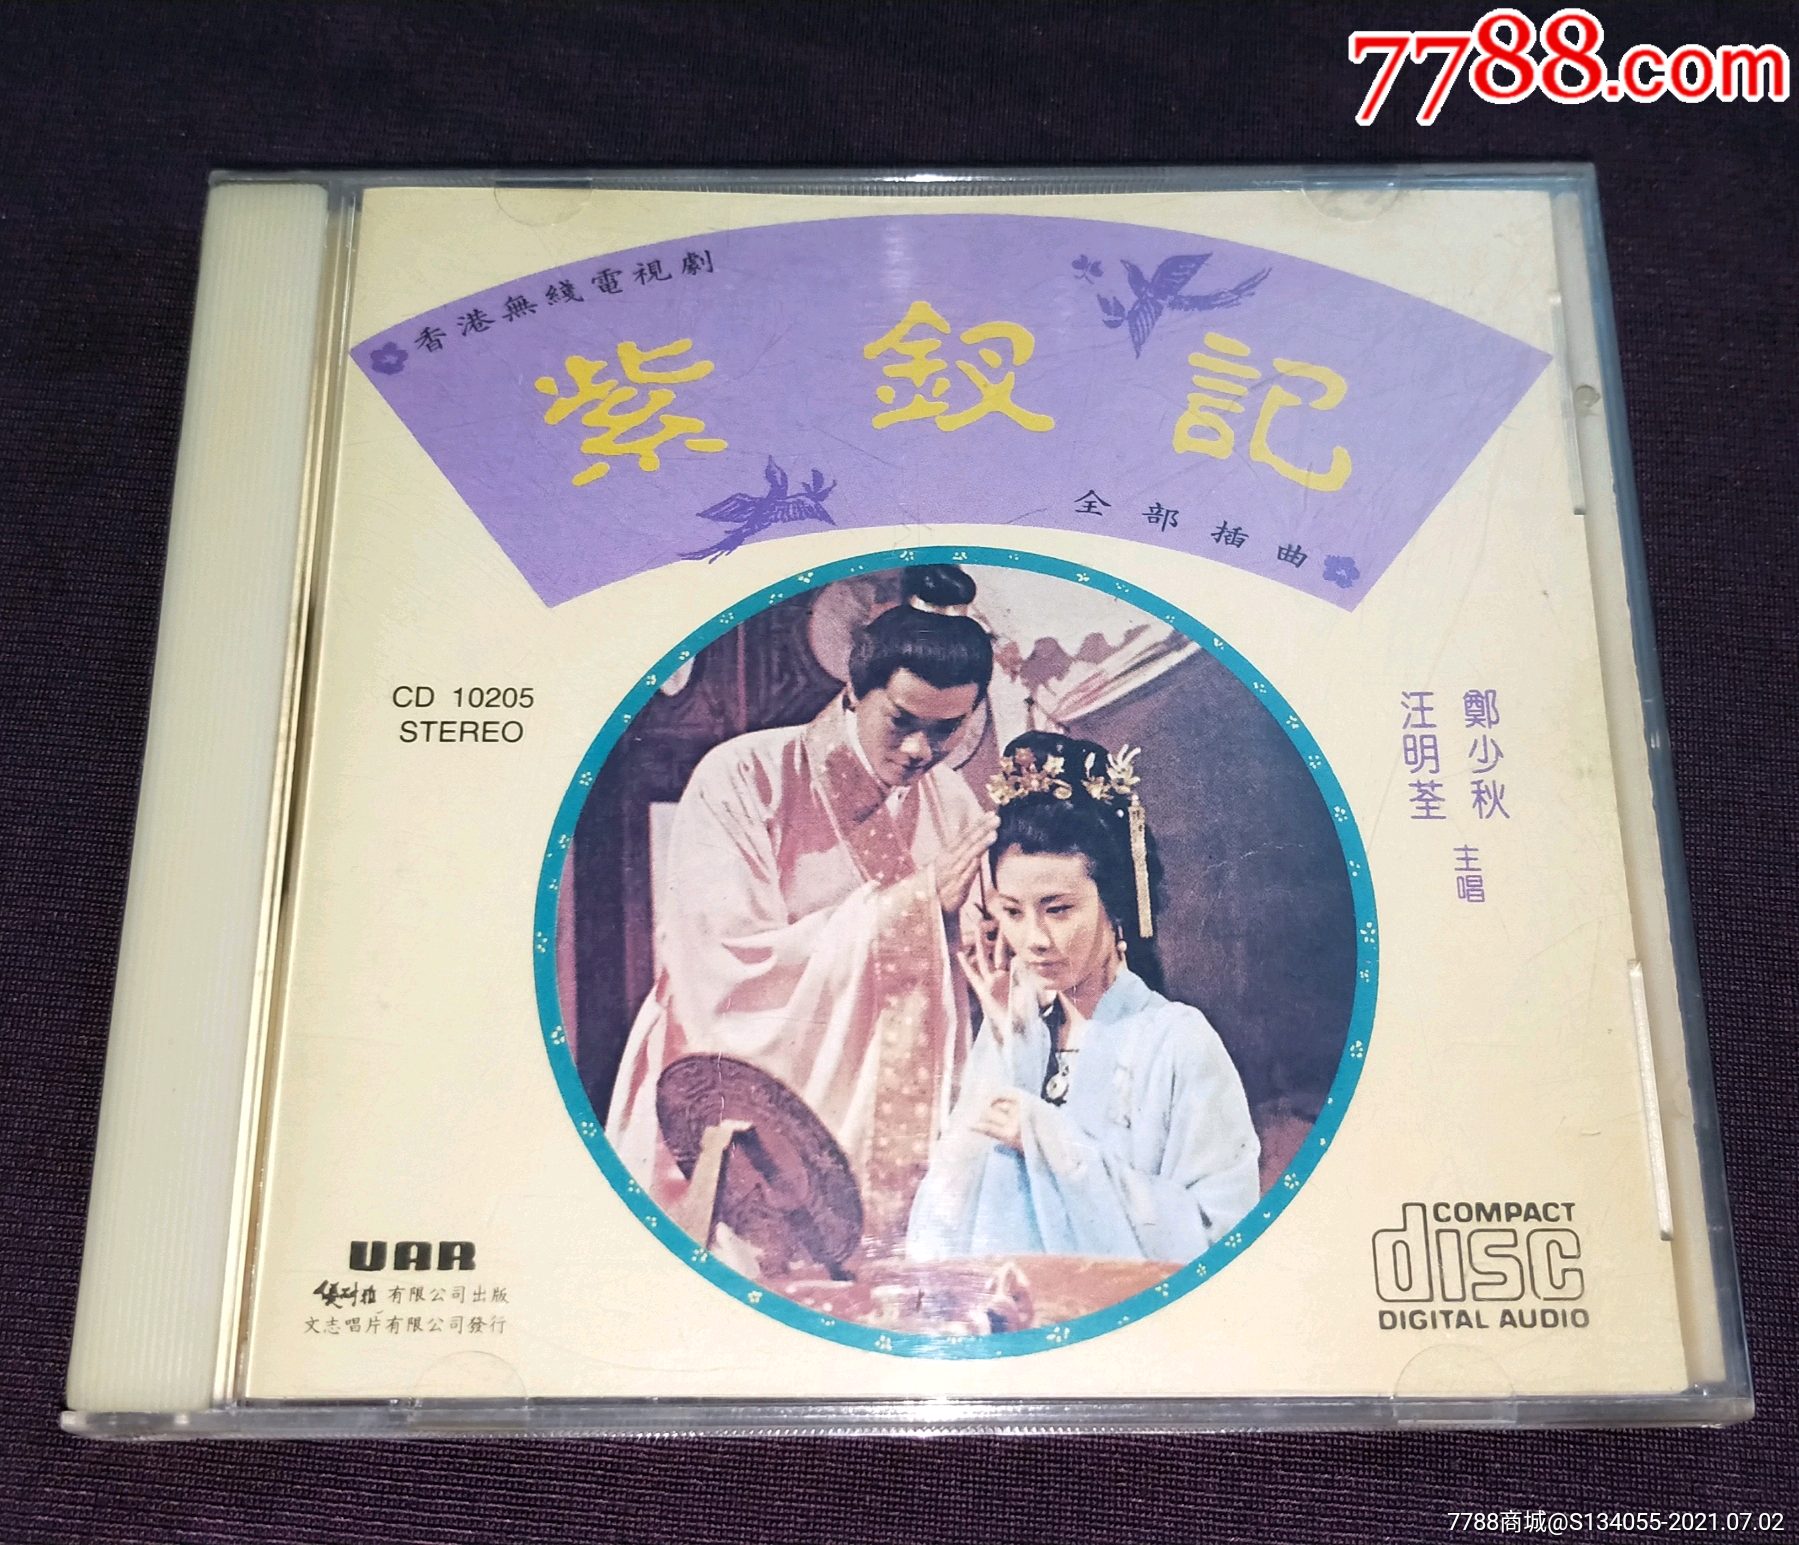 7788.com
香港無綫電視劇
紫釵記
全部插曲
CD 10205
STEREO
鄭少秋
汪明荃
主唱
UAR
有限公司出版
文志唱片有限公司發行
COMPACT
disc
DIGITAL AUDIO
7788商城@S134055-2021.07.02